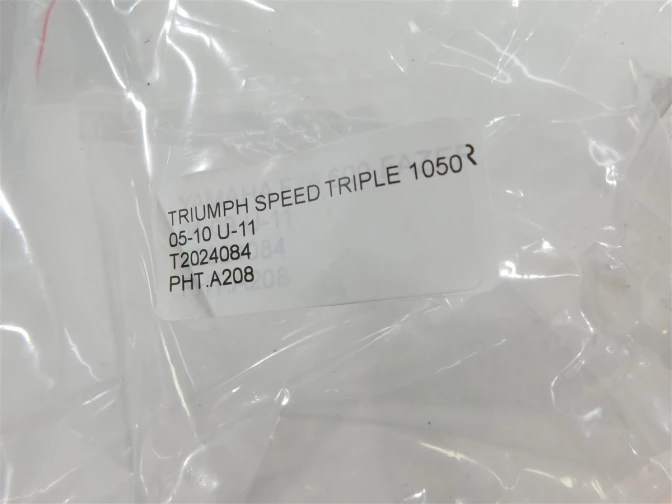 TRIUMPH SPEED TRIPLE 1050R
05-10 U-11
T2024084
PHT.A208